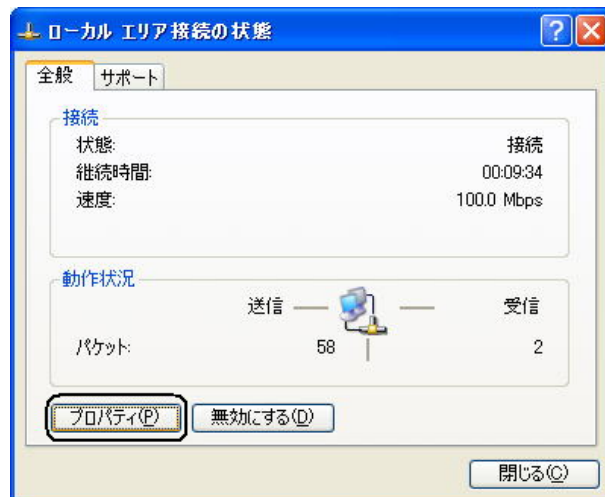 ローカル エリア接続の状態
全般 サポート
接続
状態: 接続
継続時間: 00:09:34
速度: 100.0 Mbps
動作状況
送信 受信
パケット: 58 2
プロパティ(P) 無効にする(D)
閉じる(C)